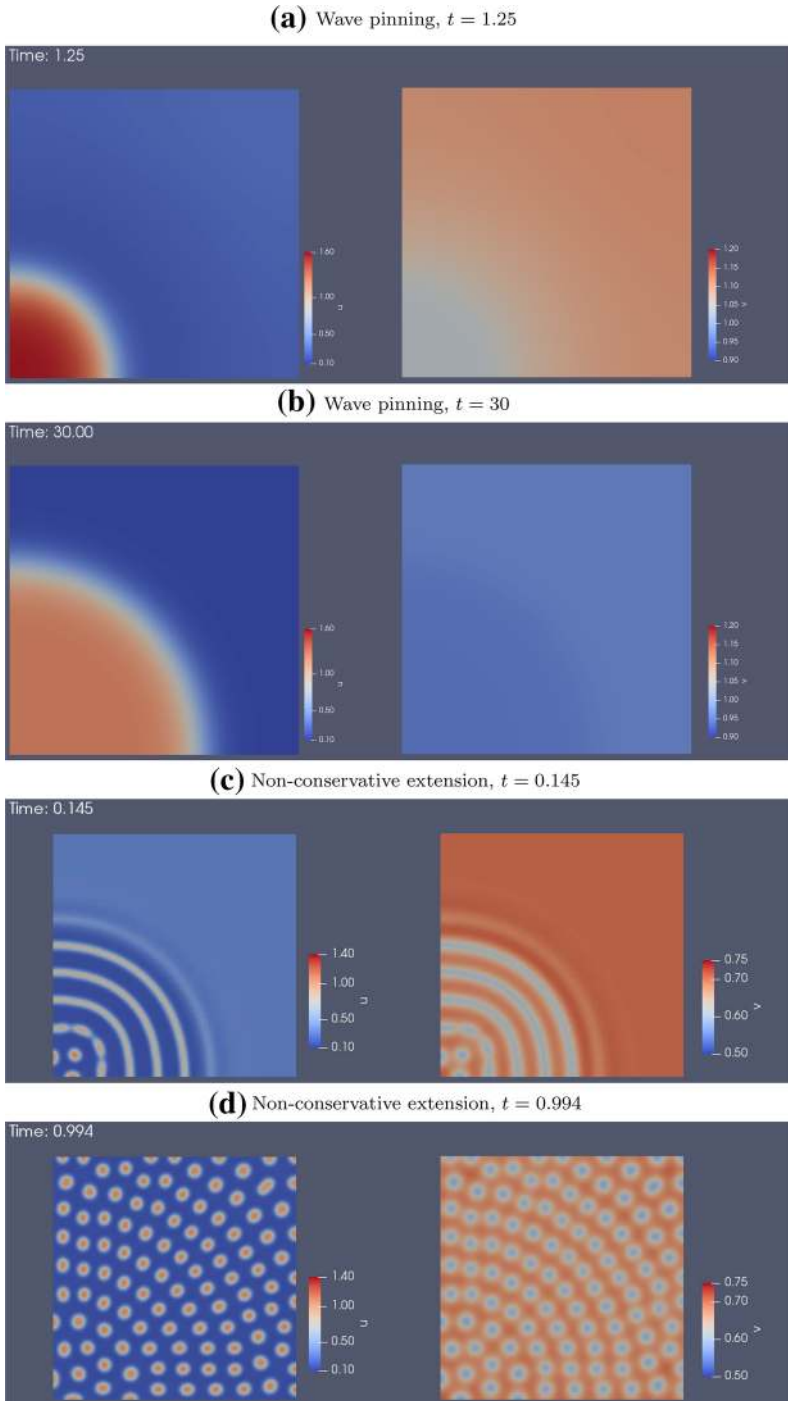 (a) Wave pinning, t = 1.25
Time: 1.25
1.60
1.00
0.50
0.10
u
1.20
1.15
1.10
1.05
1.00
0.95
0.90
v
(b) Wave pinning, t = 30
Time: 30.00
1.60
1.00
0.50
0.10
u
1.20
1.15
1.10
1.05
1.00
0.95
0.90
v
(c) Non-conservative extension, t = 0.145
Time: 0.145
1.40
1.00
0.50
0.10
u
0.75
0.70
0.60
0.50
v
(d) Non-conservative extension, t = 0.994
Time: 0.994
1.40
1.00
0.50
0.10
u
0.75
0.70
0.60
0.50
v